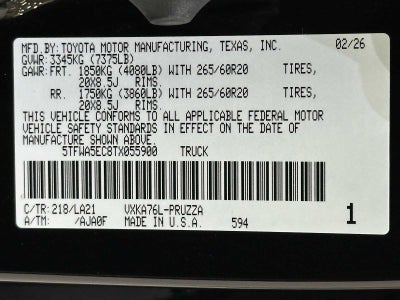 MFD.BY: TOYOTA MOTOR MANUFACTURING, TEXAS, INC. 02/26
GVWR: 3345KG (7375LB)
GAWR: FRT. 1850KG (4080LB) WITH 265/60R20 TIRES,
20X8.5J RIMS.
RR. 1750KG (3860LB) WITH 265/60R20 TIRES,
20X8.5J RIMS.
THIS VEHICLE CONFORMS TO ALL APPLICABLE FEDERAL MOTOR
VEHICLE SAFETY STANDARDS IN EFFECT ON THE DATE OF
MANUFACTURE SHOWN ABOVE.
5TFWA5EC8TX055900 TRUCK
C/TR: 218/LA21 VXKA76L-PRUZZA
A/TM: /AJA0F MADE IN U.S.A. 594 1